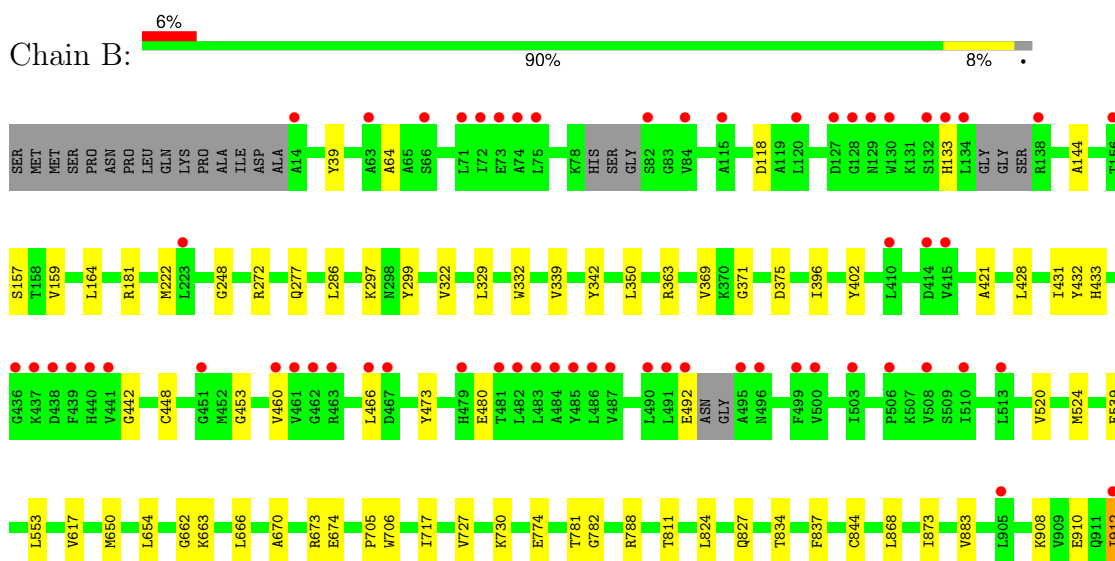 6%
Chain B:
90% 8% •
SER MET MET SER PRO ASN PRO LEU GLN LYS PRO ALA ILE ASP ALA A14 Y39 A63 A64 A65 S66 L71 I72 E73 A74 L75 K78 HIS SER GLY S82 G83 V84 A115 D118 A119 L120 D127 G128 N129 W130 K131 S132 H133 L134 GLY GLY SER R138 A144 T156
S157 T158 V159 L164 R181 M222 L223 G248 R272 Q277 L286 K297 N298 Y299 V322 L329 W332 V339 Y342 L350 R363 V369 K370 G371 D375 I396 Y402 L410 D414 V415 A421 L428 I431 Y432 H433
G436 K437 D438 F439 H440 V441 G442 C448 G451 M452 G453 V460 V461 G462 R463 L466 D467 Y473 H479 E480 T481 L482 L483 A484 Y485 L486 V487 L490 L491 E492 ASN GLY A495 N496 F499 V500 I503 P506 K507 V508 S509 I510 L513 V520 M524
L553 V617 M650 L654 G662 K663 L666 A670 R673 E674 P705 W706 I717 V727 K730 E774 T781 G782 R788 T811 L824 Q827 T834 F837 C844 L868 I873 V883 L905 K908 V909 E910 Q911